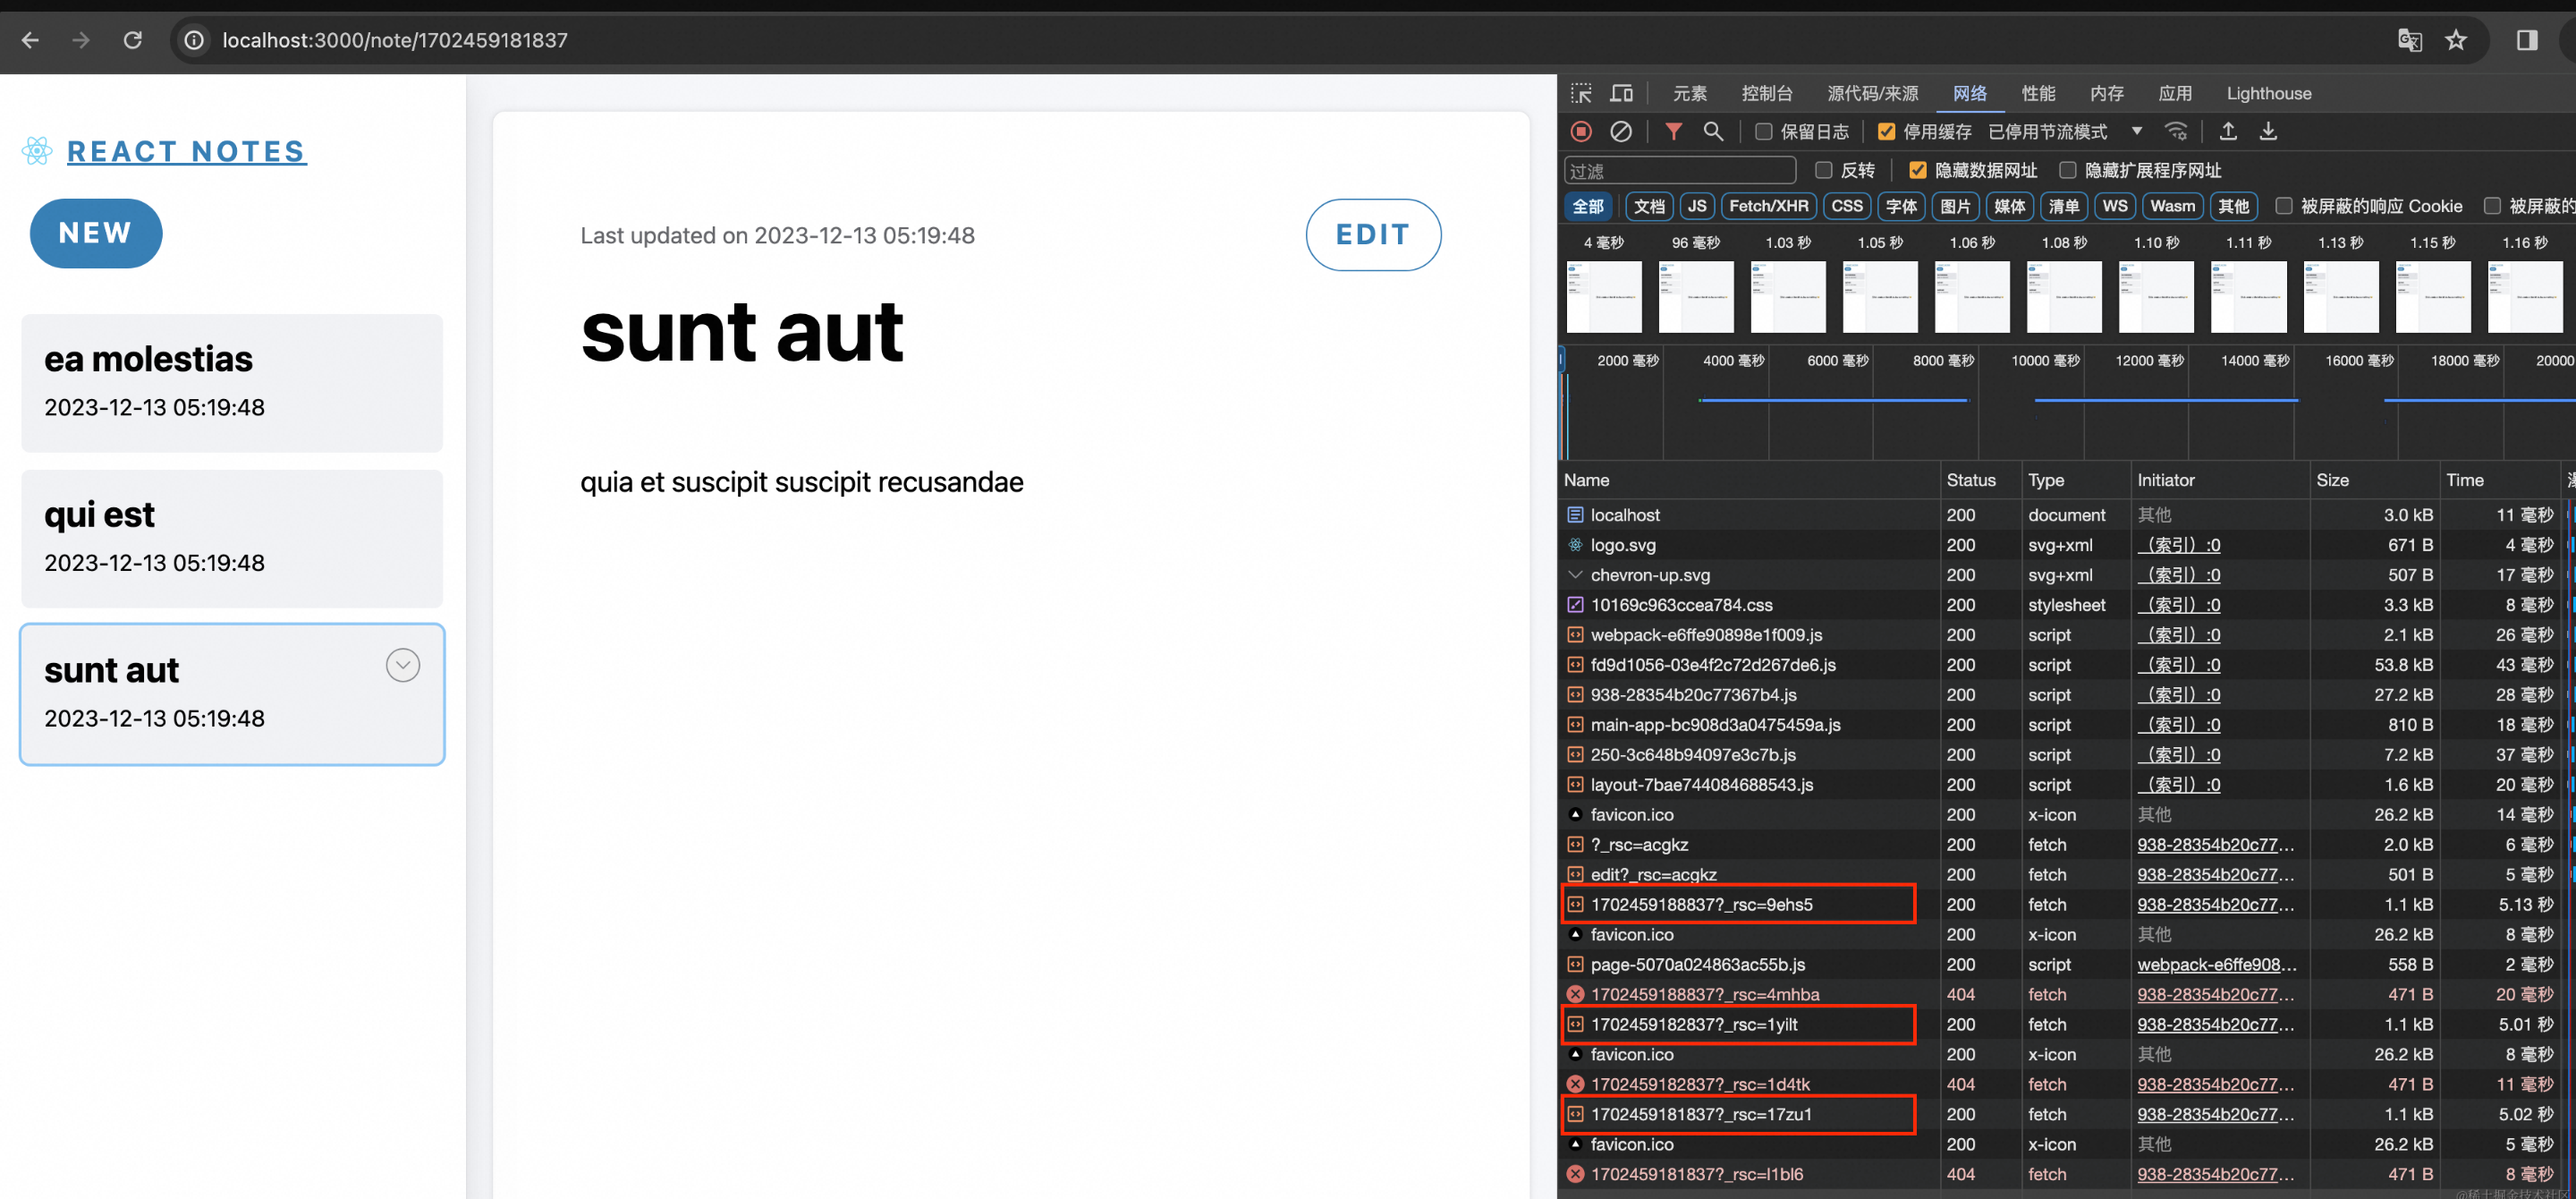 localhost:3000/note/1702459181837
REACT NOTES
NEW
ea molestias
2023-12-13 05:19:48
qui est
2023-12-13 05:19:48
sunt aut
2023-12-13 05:19:48
Last updated on 2023-12-13 05:19:48
EDIT
sunt aut
quia et suscipit suscipit recusandae
元素 控制台 源代码/来源 网络 性能 内存 应用 Lighthouse
保留日志 停用缓存 已停用节流模式
过滤 反转 隐藏数据网址 隐藏扩展程序网址
全部 文档 JS Fetch/XHR CSS 字体 图片 媒体 清单 WS Wasm 其他 被屏蔽的响应 Cookie 被屏蔽的
4 毫秒 96 毫秒 1.03 秒 1.05 秒 1.06 秒 1.08 秒 1.10 秒 1.11 秒 1.13 秒 1.15 秒 1.16 秒
2000 毫秒 4000 毫秒 6000 毫秒 8000 毫秒 10000 毫秒 12000 毫秒 14000 毫秒 16000 毫秒 18000 毫秒 20000
Name Status Type Initiator Size Time
localhost 200 document 其他 3.0 kB 11 毫秒
logo.svg 200 svg+xml （索引）:0 671 B 4 毫秒
chevron-up.svg 200 svg+xml （索引）:0 507 B 17 毫秒
10169c963ccea784.css 200 stylesheet （索引）:0 3.3 kB 8 毫秒
webpack-e6ffe90898e1f009.js 200 script （索引）:0 2.1 kB 26 毫秒
fd9d1056-03e4f2c72d267de6.js 200 script （索引）:0 53.8 kB 43 毫秒
938-28354b20c77367b4.js 200 script （索引）:0 27.2 kB 28 毫秒
main-app-bc908d3a0475459a.js 200 script （索引）:0 810 B 18 毫秒
250-3c648b94097e3c7b.js 200 script （索引）:0 7.2 kB 37 毫秒
layout-7bae744084688543.js 200 script （索引）:0 1.6 kB 20 毫秒
favicon.ico 200 x-icon 其他 26.2 kB 14 毫秒
?_rsc=acgkz 200 fetch 938-28354b20c77... 2.0 kB 6 毫秒
edit?_rsc=acgkz 200 fetch 938-28354b20c77... 501 B 5 毫秒
1702459188837?_rsc=9ehs5 200 fetch 938-28354b20c77... 1.1 kB 5.13 秒
favicon.ico 200 x-icon 其他 26.2 kB 8 毫秒
page-5070a024863ac55b.js 200 script webpack-e6ffe908... 558 B 2 毫秒
1702459188837?_rsc=4mhba 404 fetch 938-28354b20c77... 471 B 20 毫秒
1702459182837?_rsc=1yilt 200 fetch 938-28354b20c77... 1.1 kB 5.01 秒
favicon.ico 200 x-icon 其他 26.2 kB 8 毫秒
1702459182837?_rsc=1d4tk 404 fetch 938-28354b20c77... 471 B 11 毫秒
1702459181837?_rsc=17zu1 200 fetch 938-28354b20c77... 1.1 kB 5.02 秒
favicon.ico 200 x-icon 其他 26.2 kB 5 毫秒
1702459181837?_rsc=l1bl6 404 fetch 938-28354b20c77... 471 B 8 毫秒
@稀土掘金技术社区